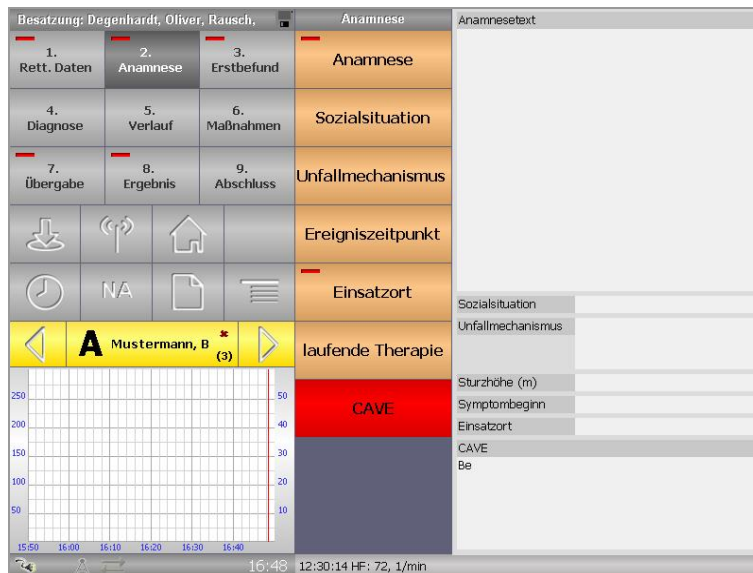 Besatzung: Degenhardt, Oliver, Rausch,
1.
Rett. Daten
2.
Anamnese
3.
Erstbefund
4.
Diagnose
5.
Verlauf
6.
Maßnahmen
7.
Übergabe
8.
Ergebnis
9.
Abschluss
NA
A Mustermann, B
(3)
250
200
150
100
50
50
40
30
20
10
15:50 16:00 16:10 16:20 16:30 16:40
16:48
Anamnese
Anamnese
Sozialsituation
Unfallmechanismus
Ereigniszeitpunkt
Einsatzort
laufende Therapie
CAVE
12:30:14 HF: 72, 1/min
Anamnesetext
Sozialsituation
Unfallmechanismus
Sturzhöhe (m)
Symptombeginn
Einsatzort
CAVE
Be